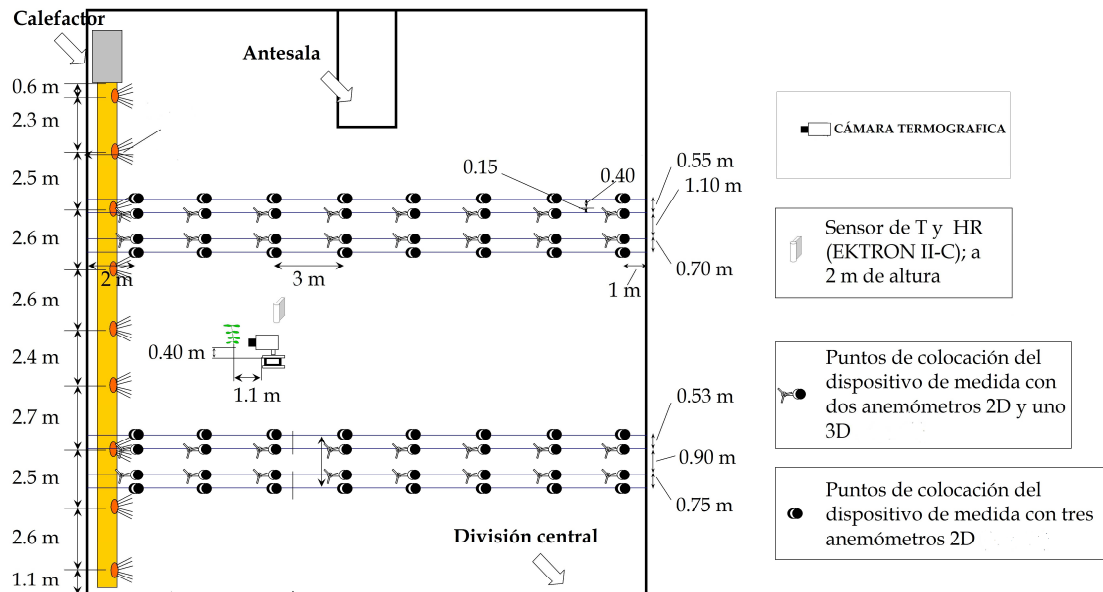 Calefactor
Antesala
0.6 m
2.3 m
2.5 m
2.6 m
2.6 m
2.4 m
2.7 m
2.5 m
2.6 m
1.1 m
0.15
0.40
0.55 m
1.10 m
0.70 m
2 m
3 m
1 m
0.40 m
1.1 m
0.53 m
0.90 m
0.75 m
División central
CÁMARA TERMOGRAFICA
Sensor de T y HR
(EKTRON II-C); a
2 m de altura
Puntos de colocación del
dispositivo de medida con
dos anemómetros 2D y uno
3D
Puntos de colocación del
dispositivo de medida con tres
anemómetros 2D